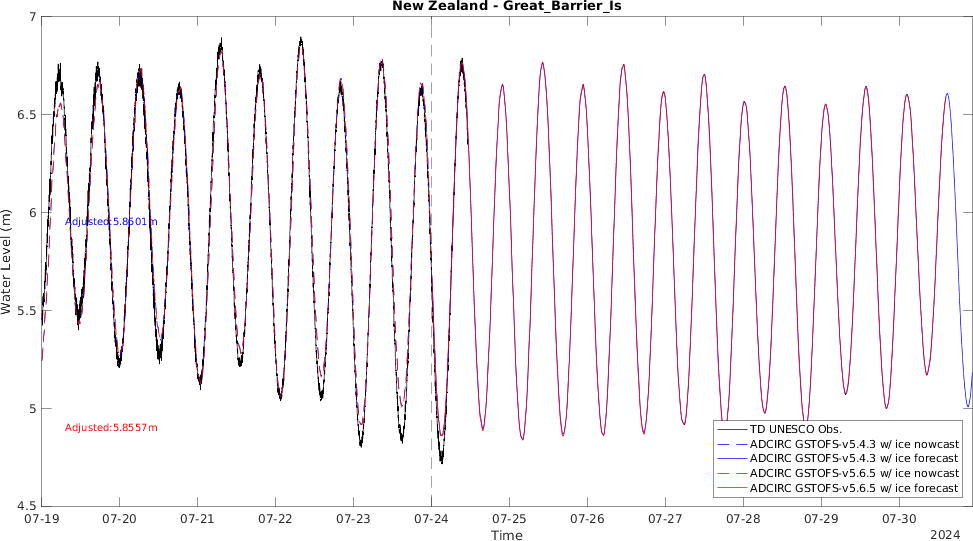 New Zealand - Great_Barrier_Is
7
6.5
6
5.5
5
4.5
Water Level (m)
Adjusted:5.8601m
Adjusted:5.8557m
TD UNESCO Obs.
ADCIRC GSTOFS-v5.4.3 w/ ice nowcast
ADCIRC GSTOFS-v5.4.3 w/ ice forecast
ADCIRC GSTOFS-v5.6.5 w/ ice nowcast
ADCIRC GSTOFS-v5.6.5 w/ ice forecast
07-19 07-20 07-21 07-22 07-23 07-24 07-25 07-26 07-27 07-28 07-29 07-30
Time
2024